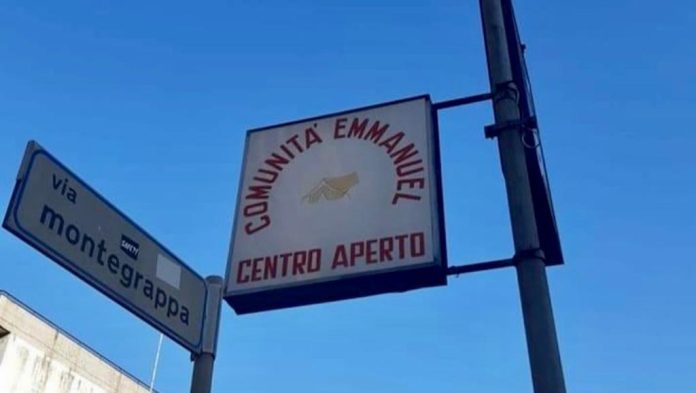 via
montegrappa
COMUNITÀ EMMANUEL
CENTRO APERTO